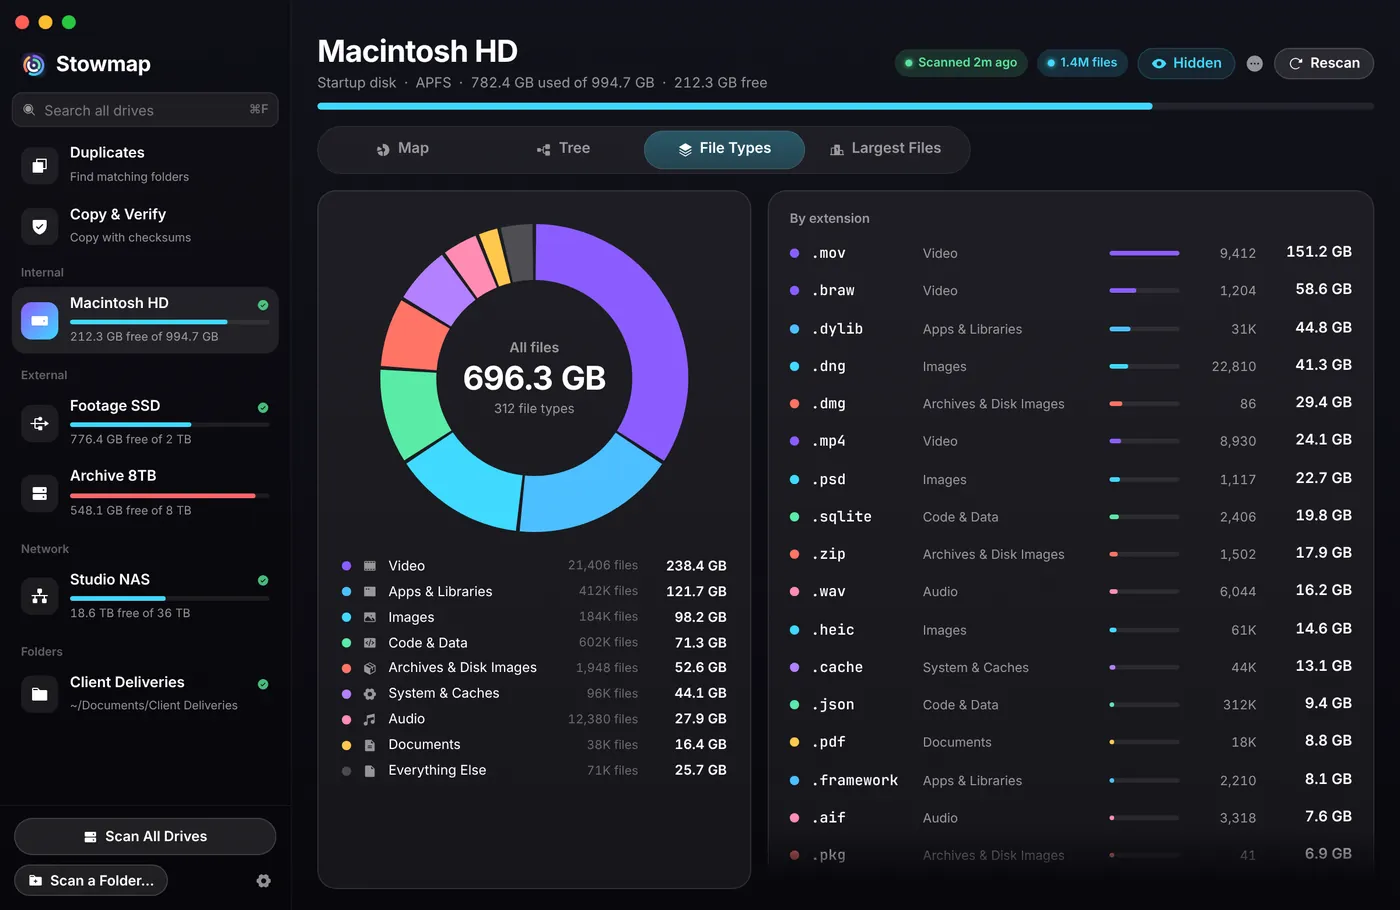 Stowmap
Search all drives ⌘F
Duplicates
Find matching folders
Copy & Verify
Copy with checksums
Internal
Macintosh HD
212.3 GB free of 994.7 GB
External
Footage SSD
776.4 GB free of 2 TB
Archive 8TB
548.1 GB free of 8 TB
Network
Studio NAS
18.6 TB free of 36 TB
Folders
Client Deliveries
~/Documents/Client Deliveries
Scan All Drives
Scan a Folder...
Macintosh HD
Startup disk · APFS · 782.4 GB used of 994.7 GB · 212.3 GB free
Scanned 2m ago
1.4M files
Hidden
Rescan
Map
Tree
File Types
Largest Files
All files
696.3 GB
312 file types
Video 21,406 files 238.4 GB
Apps & Libraries 412K files 121.7 GB
Images 184K files 98.2 GB
Code & Data 602K files 71.3 GB
Archives & Disk Images 1,948 files 52.6 GB
System & Caches 96K files 44.1 GB
Audio 12,380 files 27.9 GB
Documents 38K files 16.4 GB
Everything Else 71K files 25.7 GB
By extension
.mov Video 9,412 151.2 GB
.braw Video 1,204 58.6 GB
.dylib Apps & Libraries 31K 44.8 GB
.dng Images 22,810 41.3 GB
.dmg Archives & Disk Images 86 29.4 GB
.mp4 Video 8,930 24.1 GB
.psd Images 1,117 22.7 GB
.sqlite Code & Data 2,406 19.8 GB
.zip Archives & Disk Images 1,502 17.9 GB
.wav Audio 6,044 16.2 GB
.heic Images 61K 14.6 GB
.cache System & Caches 44K 13.1 GB
.json Code & Data 312K 9.4 GB
.pdf Documents 18K 8.8 GB
.framework Apps & Libraries 2,210 8.1 GB
.aif Audio 3,318 7.6 GB
.pkg Archives & Disk Images 41 6.9 GB